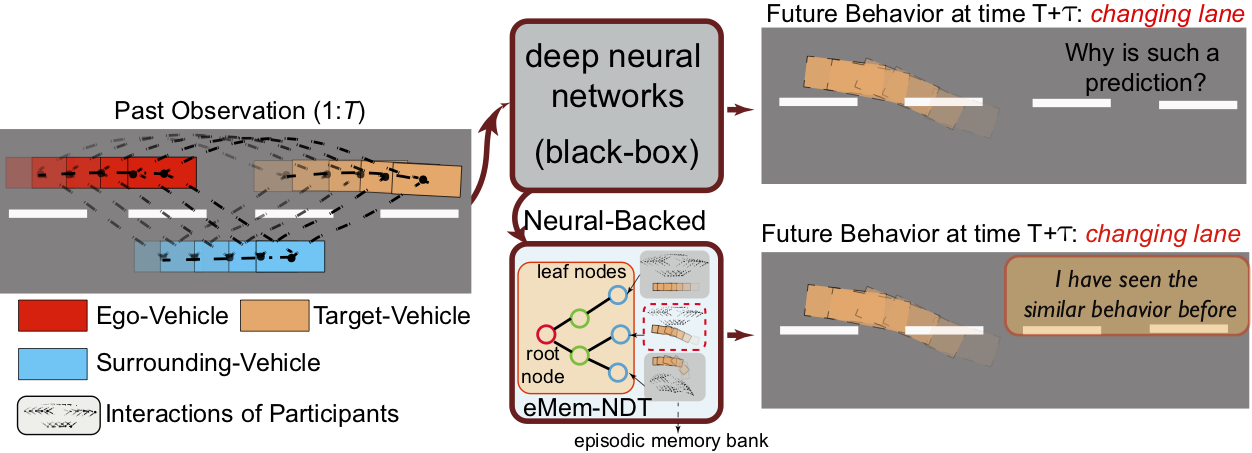 Past Observation (1:T)
Ego-Vehicle
Target-Vehicle
Surrounding-Vehicle
Interactions of Participants
deep neural
networks
(black-box)
Neural-Backed
leaf nodes
root
node
eMem-NDT
episodic memory bank
Future Behavior at time T+τ: changing lane
Why is such a
prediction?
Future Behavior at time T+τ: changing lane
I have seen the
similar behavior before